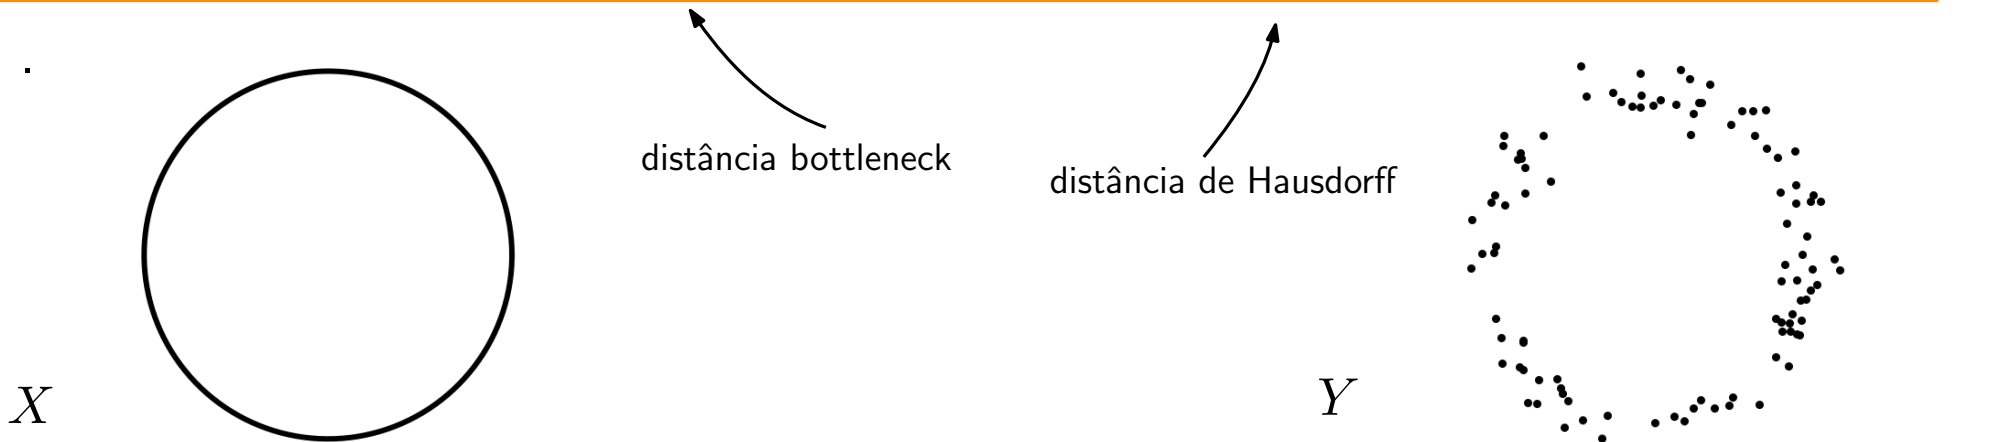 distância bottleneck
distância de Hausdorff
X
Y